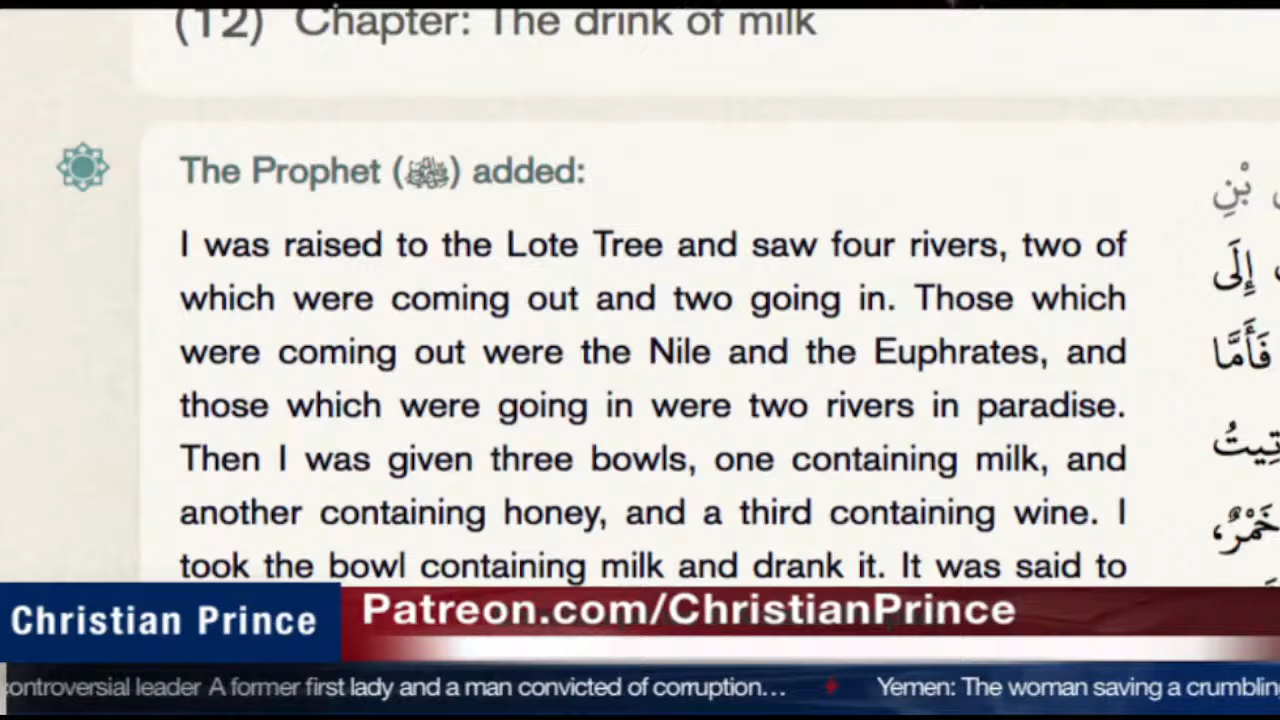 (12) Chapter: The drink of milk
The Prophet (ﷺ) added:
I was raised to the Lote Tree and saw four rivers, two of
which were coming out and two going in. Those which
were coming out were the Nile and the Euphrates, and
those which were going in were two rivers in paradise.
Then I was given three bowls, one containing milk, and
another containing honey, and a third containing wine. I
took the bowl containing milk and drank it. It was said to
بْنِ
إِلَى
فَأَمَّا
خَمْرٌ،
Christian Prince
Patreon.com/ChristianPrince
controversial leader A former first lady and a man convicted of corruption...
Yemen: The woman saving a crumbling